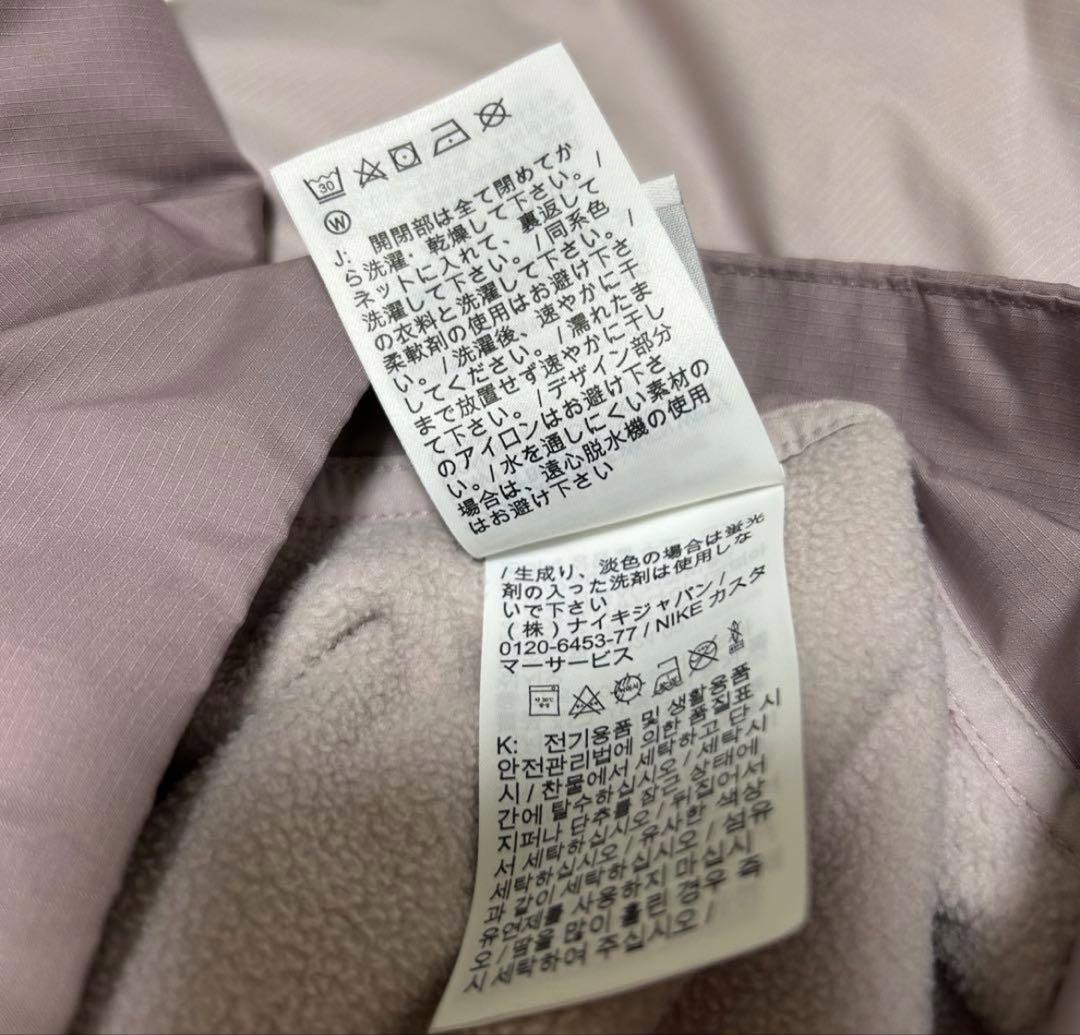 30
W
J: 開閉部は全て閉めてか
ら洗濯・乾燥して下さい。 /
ネットに入れて、裏返して
洗濯して下さい。 /同系色
の衣料と洗濯して下さい。 /
柔軟剤の使用はお避け下さ
い。 /洗濯後、速やかに干
してください。 /濡れたま
まで放置せず速やかに干し
て下さい。 /デザイン部分
のアイロンはお避け下さ
い。/水を通しにくい素材の
場合は、遠心脱水機の使用
はお避け下さい
/生成り、淡色の場合は蛍光
剤の入った洗剤は使用しな
いで下さい
(株)ナイキジャパン/
0120-6453-77 / NIKE カスタ
マーサービス
K: 전기용품 및 생활용품
안전관리법에 의한 품질표
시 / 찬물에서 세탁하고 단 시
간에 탈수하십시오 / 세탁시
지퍼나 단추를 잠근 상태에
서 세탁하십시오 / 뒤집어서
세탁하십시오 / 유사한 색상
과 같이 세탁하십시오 / 섬유
유연제를 사용하지 마십시
오 / 땀을 많이 흘린 경우 즉
시 세탁하여 주십시오 /